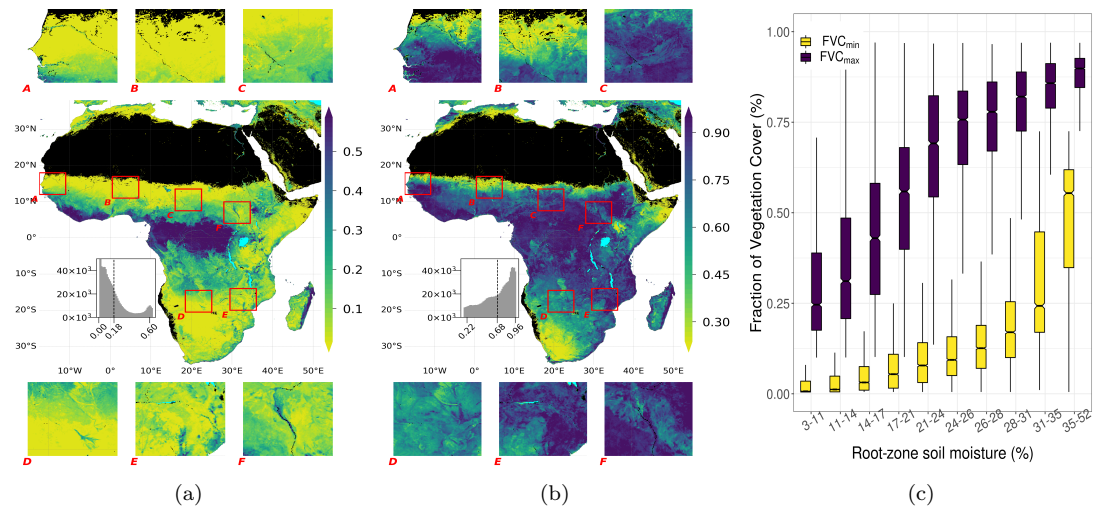 A
B
C
A
B
C
30°N
20°N
10°N
0°
10°S
20°S
30°S
10°W
0°
10°E
20°E
30°E
40°E
50°E
A
B
C
F
D
E
40×10³
20×10³
0×10³
0.00
0.18
0.60
0.5
0.4
0.3
0.2
0.1
30°N
20°N
10°N
0°
10°S
20°S
30°S
10°W
0°
10°E
20°E
30°E
40°E
50°E
A
B
C
F
D
E
40×10³
20×10³
0×10³
0.22
0.68
0.96
0.90
0.75
0.60
0.45
0.30
D
E
F
D
E
F
(a)
(b)
Fraction of Vegetation Cover (%)
1.00
0.75
0.50
0.25
0.00
FVCmin
FVCmax
3-11
11-14
14-17
17-21
21-24
24-26
26-28
28-31
31-35
35-52
Root-zone soil moisture (%)
(c)